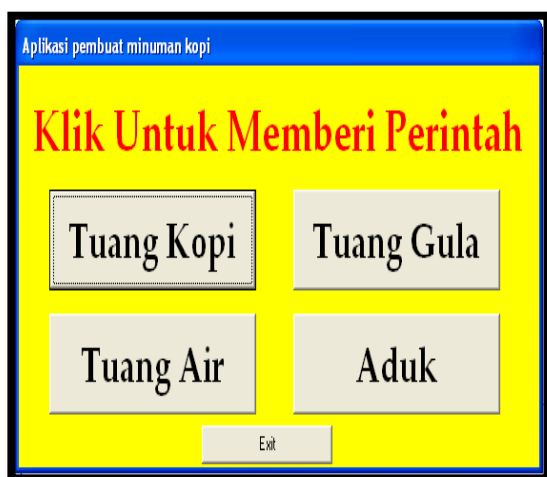 Aplikasi pembuat minuman kopi
Klik Untuk Memberi Perintah
Tuang Kopi
Tuang Gula
Tuang Air
Aduk
Exit